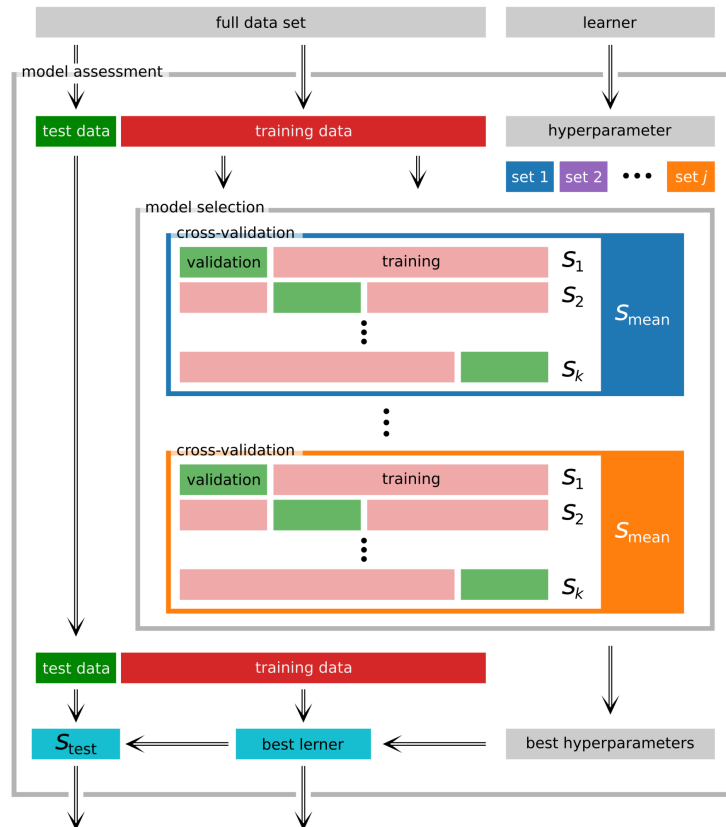 full data set
learner
model assessment
test data
training data
hyperparameter
set 1
set 2
set j
model selection
cross-validation
validation
training
S1
S2
Sk
Smean
cross-validation
validation
training
S1
S2
Sk
Smean
test data
training data
Stest
best lerner
best hyperparameters